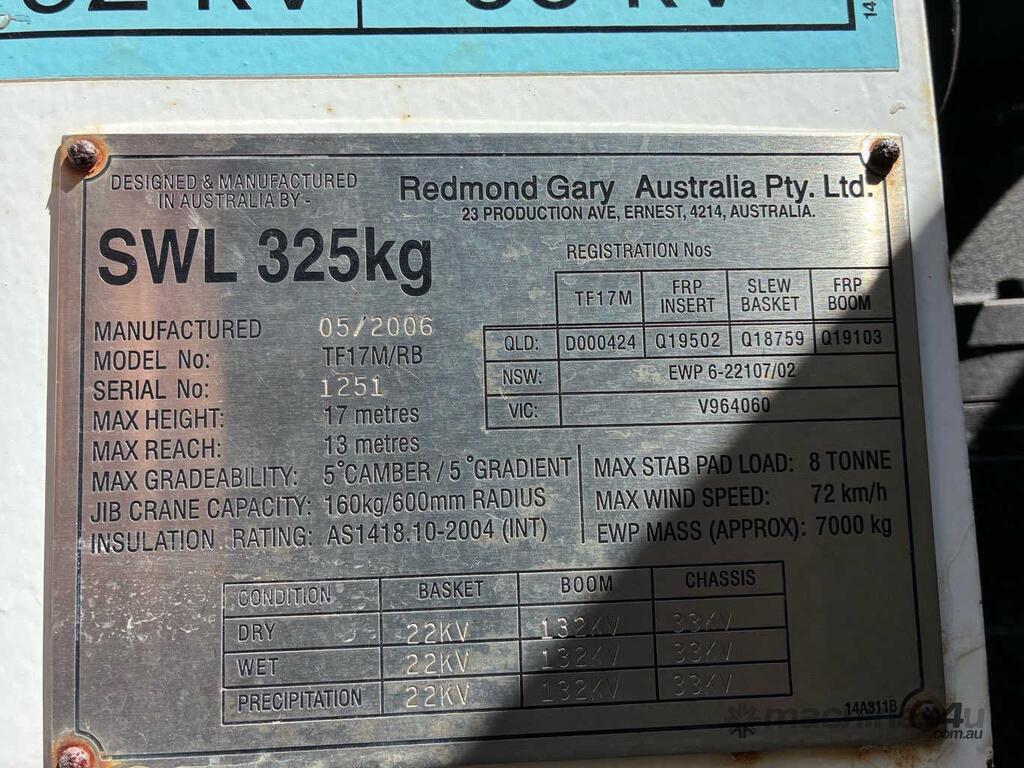 DESIGNED & MANUFACTURED
IN AUSTRALIA BY -
Redmond Gary Australia Pty. Ltd.
23 PRODUCTION AVE, ERNEST, 4214, AUSTRALIA.
SWL 325kg
MANUFACTURED 05/2006
MODEL No: TF17M/RB
SERIAL No: 1251
MAX HEIGHT: 17 metres
MAX REACH: 13 metres
MAX GRADEABILITY: 5°CAMBER / 5°GRADIENT
JIB CRANE CAPACITY: 160kg/600mm RADIUS
INSULATION RATING: AS1418.10-2004 (INT)
REGISTRATION Nos
TF17M FRP INSERT SLEW BASKET FRP BOOM
QLD: D000424 Q19502 Q18759 Q19103
NSW: EWP 6-22107/02
VIC: V964060
MAX STAB PAD LOAD: 8 TONNE
MAX WIND SPEED: 72 km/h
EWP MASS (APPROX): 7000 kg
CONDITION BASKET BOOM CHASSIS
DRY 22KV 132KV 33KV
WET 22KV 132KV 33KV
PRECIPITATION 22KV 132KV 33KV
14A311B
machines4u
.com.au